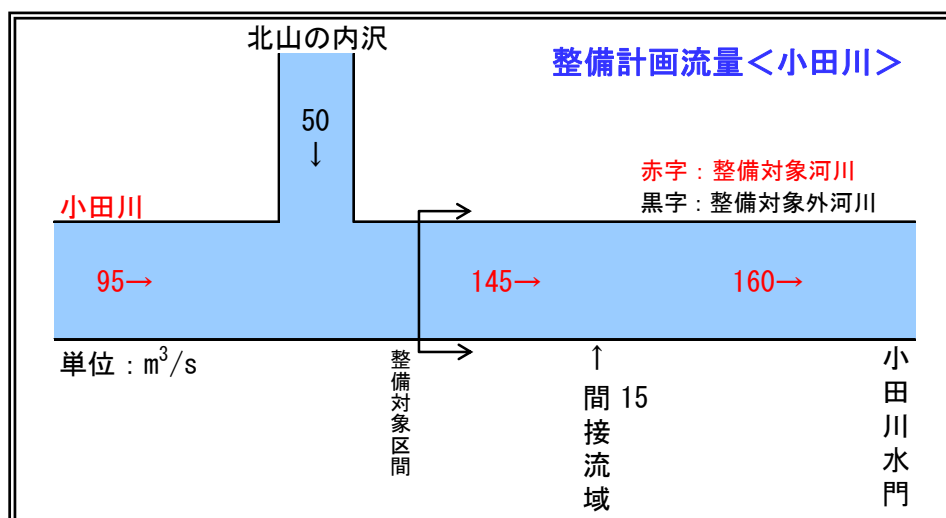 北山の内沢
整備計画流量<小田川>
50
↓
赤字：整備対象河川
黒字：整備対象外河川
小田川
95→
145→
160→
単位：m³/s
整備対象区間
↑
間接流域
15
小田川水門